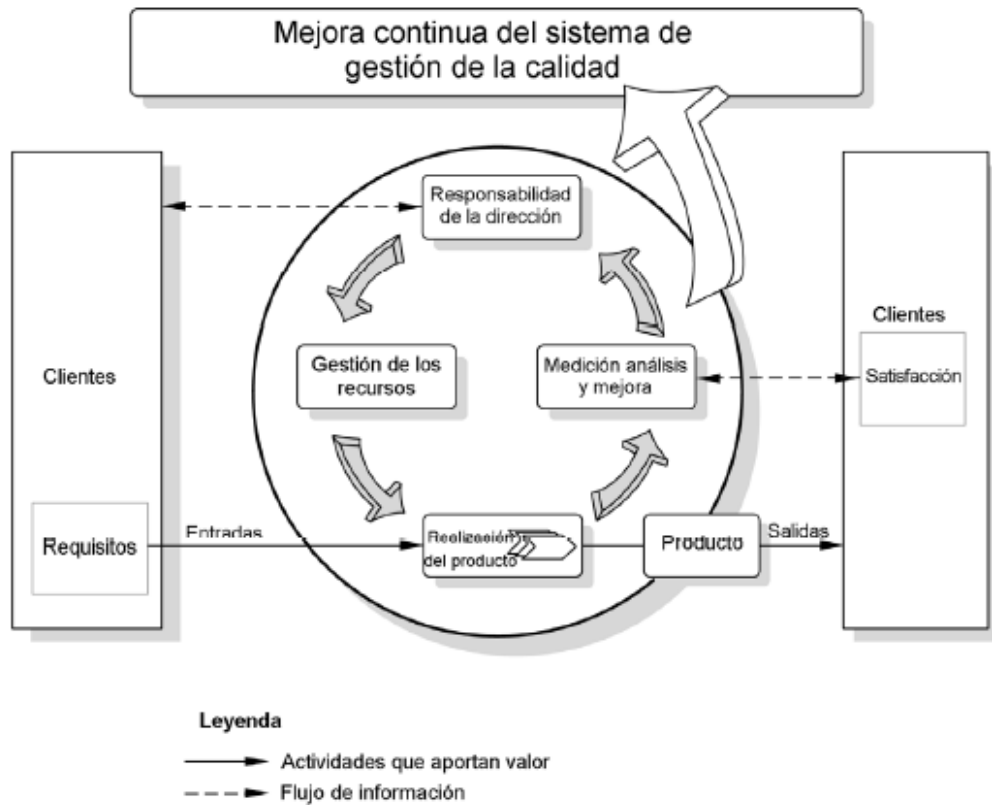 Mejora continua del sistema de
gestión de la calidad
Responsabilidad
de la dirección
Clientes
Gestión de los
recursos
Medición análisis
y mejora
Clientes
Satisfacción
Requisitos
Entradas
Realización
del producto
Producto
Salidas
Leyenda
Actividades que aportan valor
Flujo de información